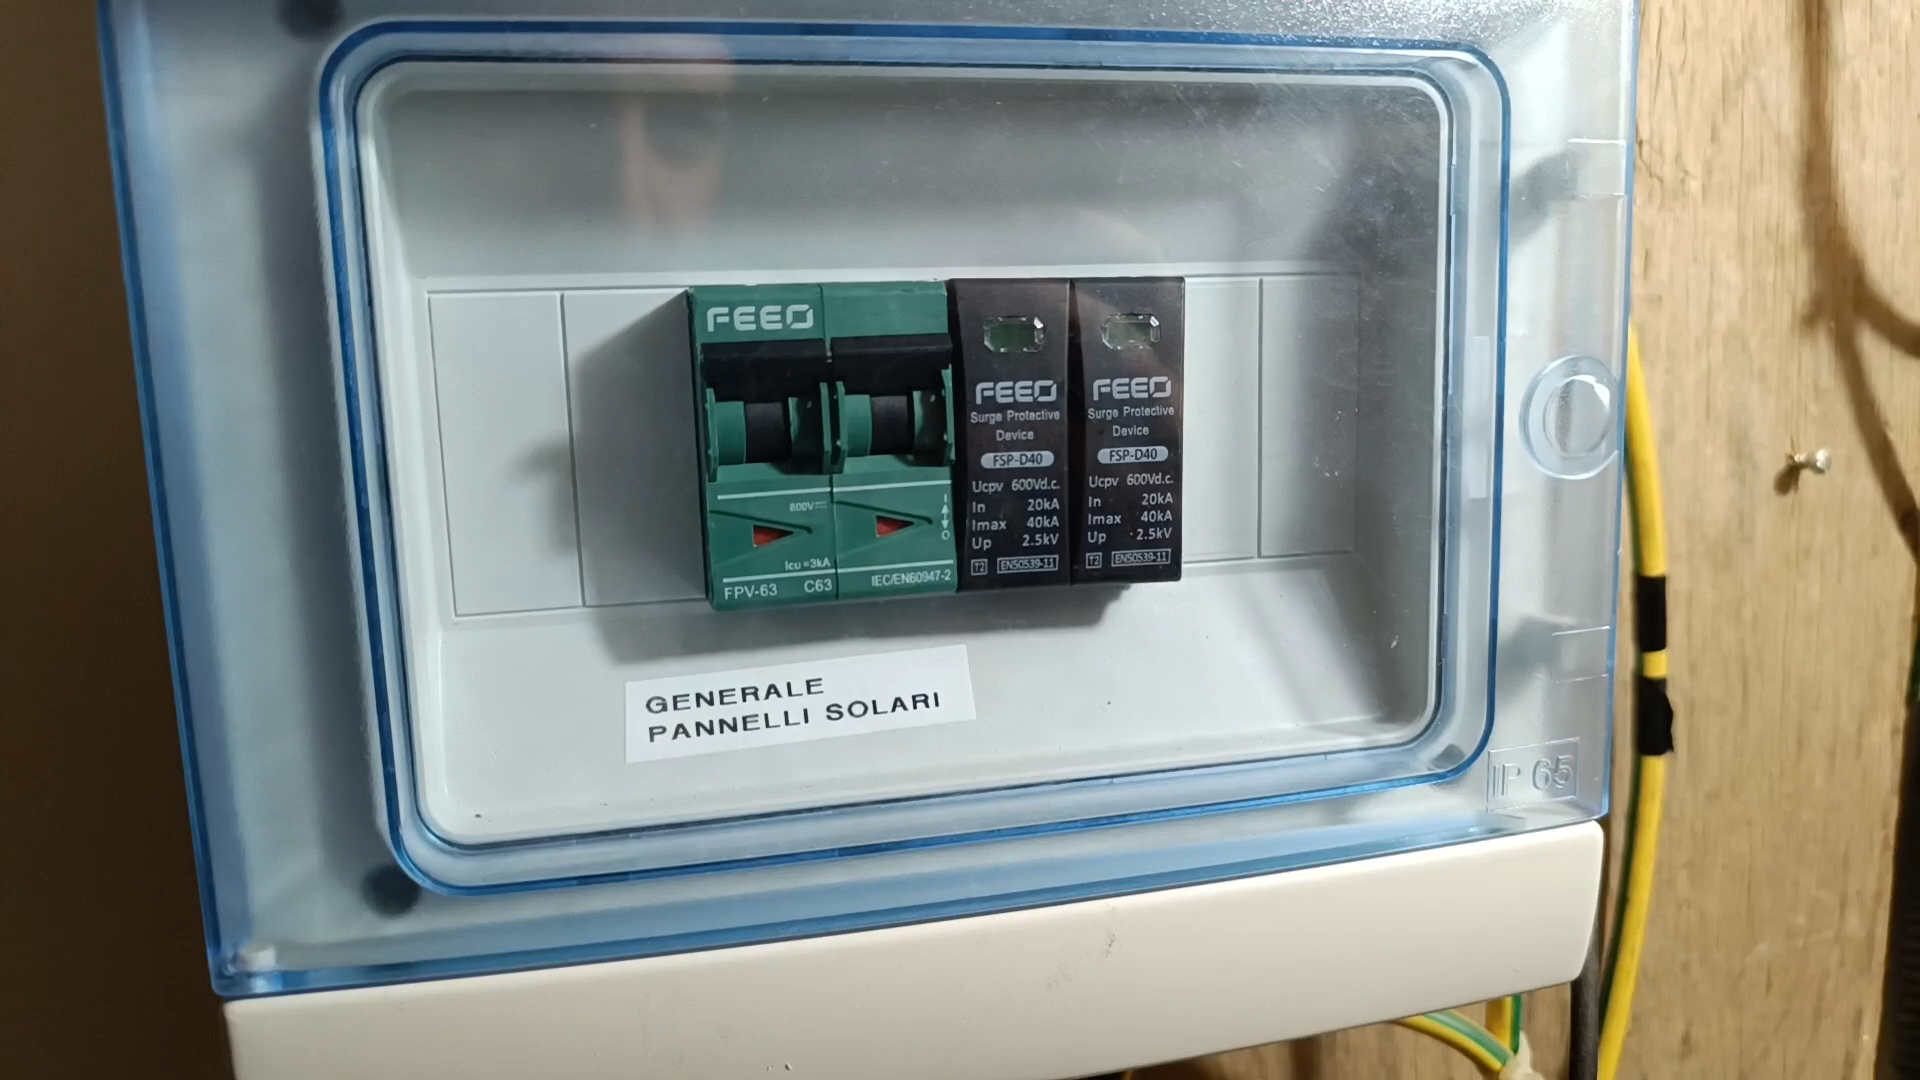 FEEO
800V
Icu=3kA
FPV-63 C63
I
O
IEC/EN60947-2
FEEO
Surge Protective
Device
FSP-D40
Ucpv 600Vd.c.
In 20kA
Imax 40kA
Up 2.5kV
T2 EN50539-11
FEEO
Surge Protective
Device
FSP-D40
Ucpv 600Vd.c.
In 20kA
Imax 40kA
Up 2.5kV
T2 EN50539-11
GENERALE
PANNELLI SOLARI
IP 65